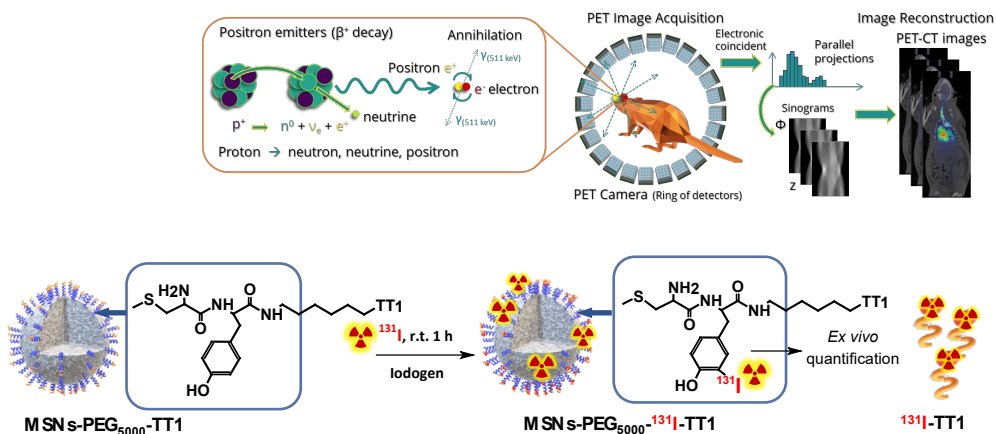 Positron emitters (β⁺ decay)
Annihilation
γ(511 keV)
Positron e⁺
e⁻ electron
neutrine
γ(511 keV)
p⁺ n⁰ + νe + e⁺
Proton → neutron, neutrine, positron
PET Image Acquisition
PET Camera (Ring of detectors)
Electronic
coincident
Parallel
projections
Sinograms
Φ
z
Image Reconstruction
PET-CT images
H2N
S
O
NH
O
NH
TT1
HO
MSNs-PEG5000-TT1
¹³¹I, r.t. 1 h
Iodogen
S
NH2
O
NH
O
NH
TT1
HO
¹³¹I
MSNs-PEG5000-¹³¹I-TT1
Ex vivo
quantification
¹³¹I-TT1